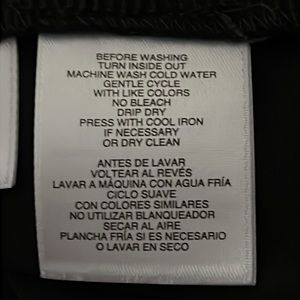 BEFORE WASHING
TURN INSIDE OUT
MACHINE WASH COLD WATER
GENTLE CYCLE
WITH LIKE COLORS
NO BLEACH
DRIP DRY
PRESS WITH COOL IRON
IF NECESSARY
OR DRY CLEAN
ANTES DE LAVAR
VOLTEAR AL REVÉS
LAVAR A MÁQUINA CON AGUA FRÍA
CICLO SUAVE
CON COLORES SIMILARES
NO UTILIZAR BLANQUEADOR
SECAR AL AIRE
PLANCHA FRÍA SI ES NECESARIO
O LAVAR EN SECO